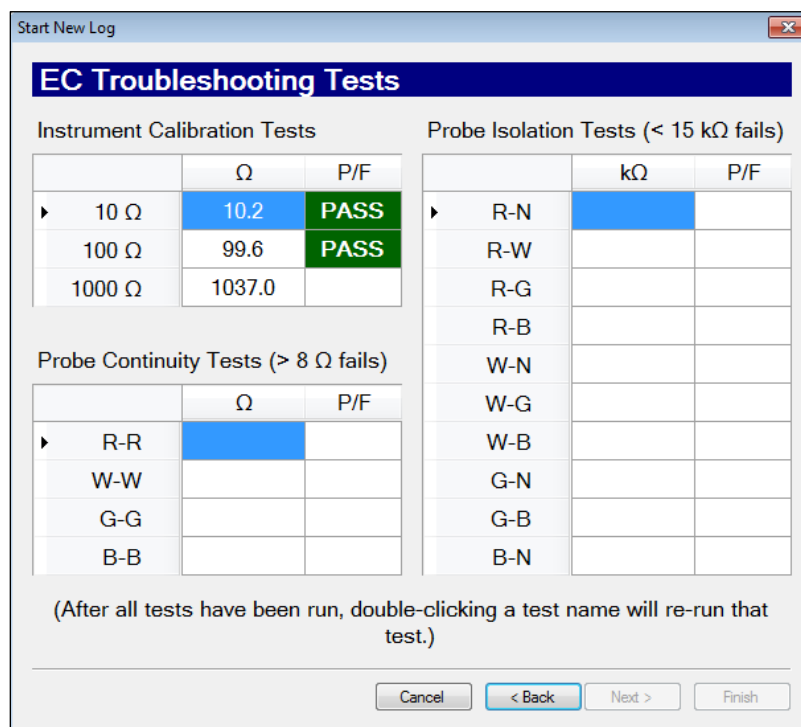 Start New Log
EC Troubleshooting Tests
Instrument Calibration Tests
Ω P/F
10 Ω 10.2 PASS
100 Ω 99.6 PASS
1000 Ω 1037.0
Probe Continuity Tests (> 8 Ω fails)
Ω P/F
R-R
W-W
G-G
B-B
Probe Isolation Tests (< 15 kΩ fails)
kΩ P/F
R-N
R-W
R-G
R-B
W-N
W-G
W-B
G-N
G-B
B-N
(After all tests have been run, double-clicking a test name will re-run that
test.)
Cancel < Back Next > Finish